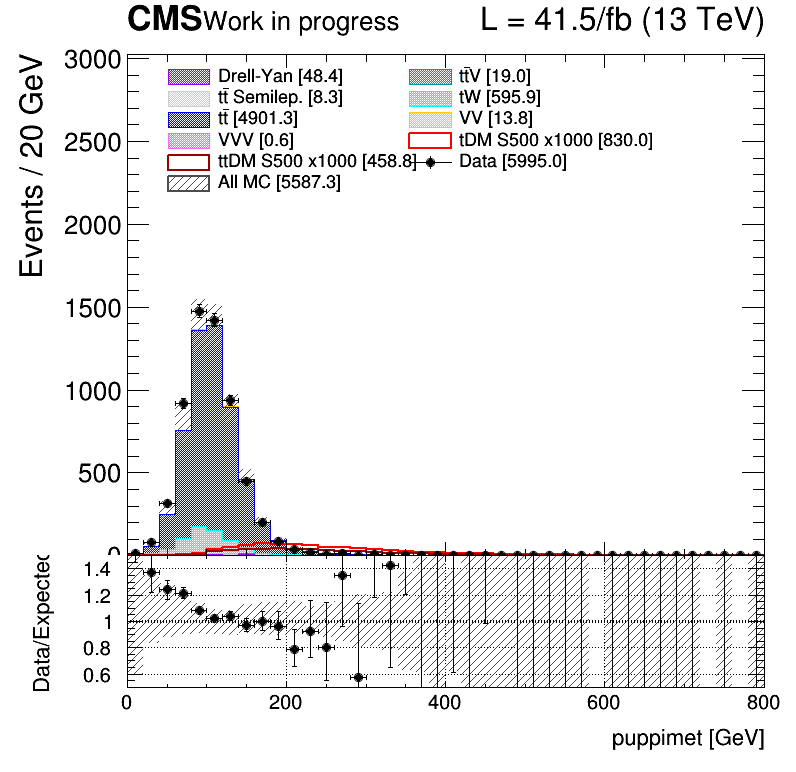 CMS Work in progress L = 41.5/fb (13 TeV)
Events / 20 GeV
3000
2500
2000
1500
1000
500
0
Drell-Yan [48.4] tt̄V [19.0]
tt̄ Semilep. [8.3] tW [595.9]
tt̄ [4901.3] VV [13.8]
VVV [0.6] tDM S500 x1000 [830.0]
ttDM S500 x1000 [458.8] Data [5995.0]
All MC [5587.3]
Data/Expected
1.4
1.2
1
0.8
0.6
0 200 400 600 800
puppimet [GeV]